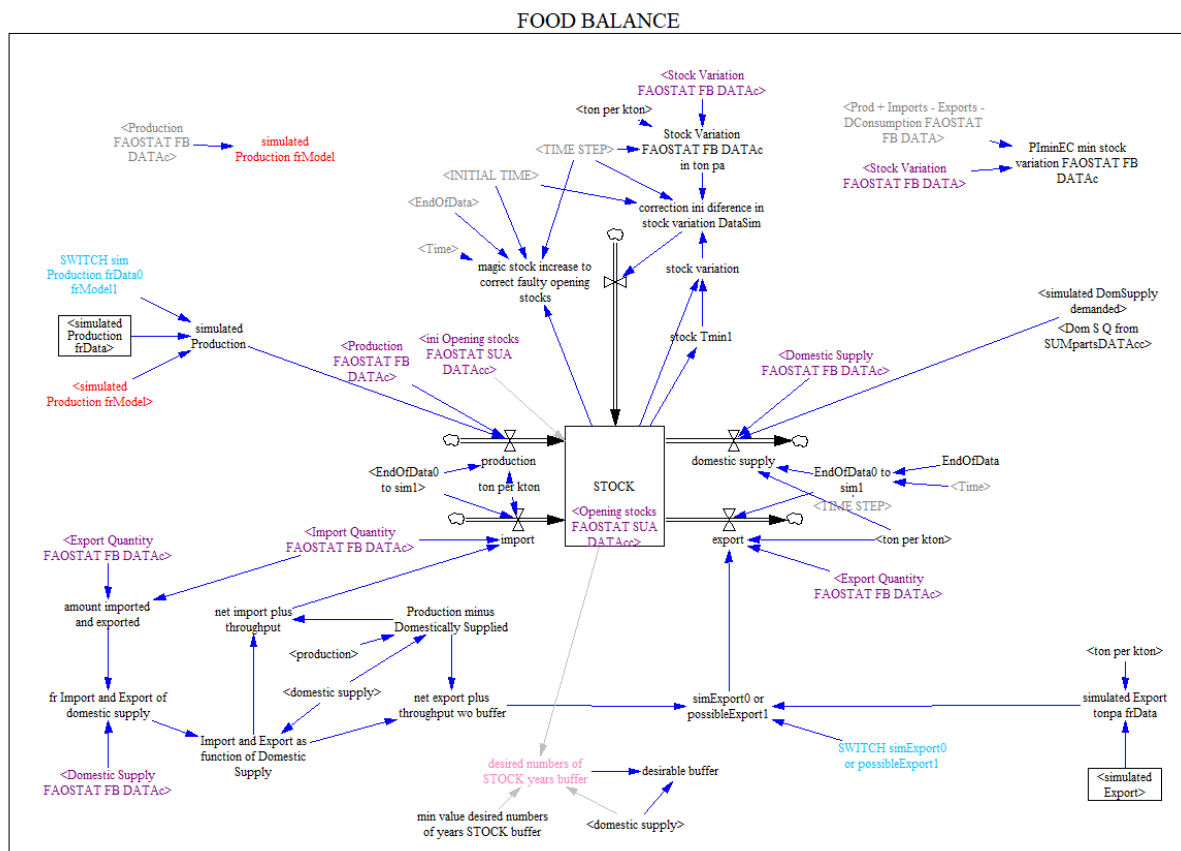 FOOD BALANCE
<Stock Variation
FAOSTAT FB DATAc>
<ton per kton>
<Prod + Imports - Exports -
DConsumption FAOSTAT
FB DATA>
<Production
FAOSTAT FB
DATAc>
simulated
Production frModel
Stock Variation
FAOSTAT FB DATAc
in ton pa
<TIME STEP>
PIminEC min stock
variation FAOSTAT FB
DATAc
<INITIAL TIME>
<Stock Variation
FAOSTAT FB DATA>
<EndOfData>
correction ini diference in
stock variation DataSim
<Time>
SWITCH sim
Production frData0
frModel1
magic stock increase to
correct faulty opening
stocks
stock variation
<simulated DomSupply
demanded>
<simulated
Production
frData>
simulated
Production
<Dom S Q from
SUMpartsDATAcc>
stock Tmin1
<Production
FAOSTAT FB
DATAc>
<ini Opening stocks
FAOSTAT SUA
DATAcc>
<Domestic Supply
FAOSTAT FB DATAc>
<simulated
Production frModel>
production
domestic supply
<EndOfData0
to sim1>
ton per kton
STOCK
EndOfData0 to
sim1
EndOfData
<Time>
<TIME STEP>
<Opening stocks
FAOSTAT SUA
DATAcc>
<Import Quantity
FAOSTAT FB DATAc>
import
export
<ton per kton>
<Export Quantity
FAOSTAT FB DATAc>
<Export Quantity
FAOSTAT FB DATAc>
amount imported
and exported
net import plus
throughput
Production minus
Domestically Supplied
<production>
<ton per kton>
<domestic supply>
fr Import and Export of
domestic supply
net export plus
throughput wo buffer
simExport0 or
possibleExport1
simulated Export
tonpa frData
Import and Export as
function of Domestic
Supply
SWITCH simExport0
or possibleExport1
<Domestic Supply
FAOSTAT FB DATAc>
desired numbers of
STOCK years buffer
desirable buffer
<simulated
Export>
min value desired numbers
of years STOCK buffer
<domestic supply>